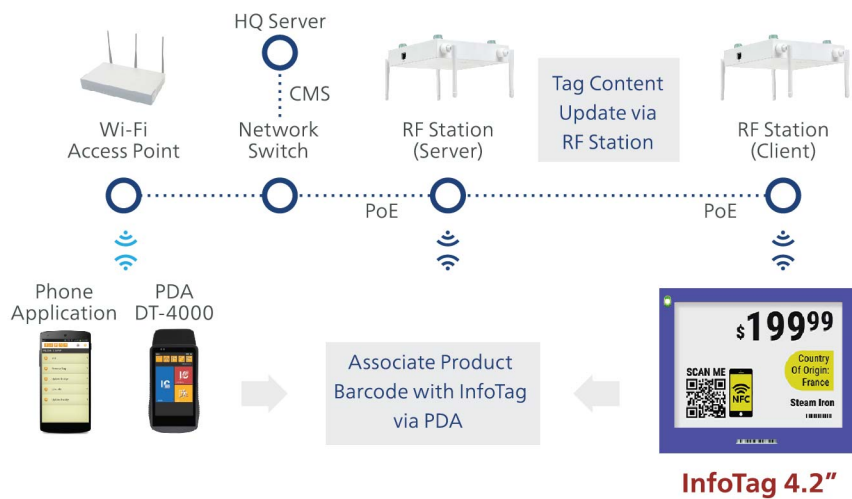 HQ Server
CMS
Wi-Fi
Access Point
Network
Switch
RF Station
(Server)
Tag Content
Update via
RF Station
RF Station
(Client)
PoE
PoE
Phone
Application
PDA
DT-4000
Associate Product
Barcode with InfoTag
via PDA
$19999
Country
Of Origin:
France
SCAN ME
NFC
Steam Iron
InfoTag 4.2”